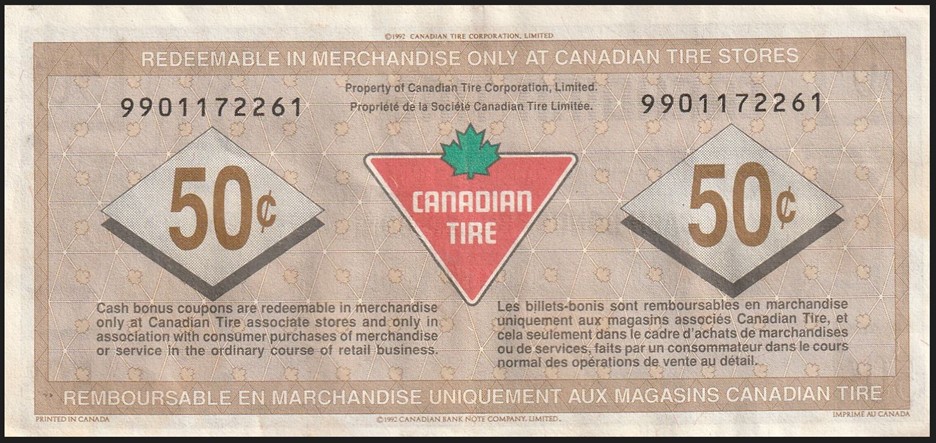 ©1992 CANADIAN TIRE CORPORATION, LIMITED.
REDEEMABLE IN MERCHANDISE ONLY AT CANADIAN TIRE STORES
Property of Canadian Tire Corporation, Limited.
Propriété de la Société Canadian Tire Limitée.
9901172261
9901172261
50¢
CANADIAN
TIRE
50¢
Cash bonus coupons are redeemable in merchandise
only at Canadian Tire associate stores and only in
association with consumer purchases of merchandise
or service in the ordinary course of retail business.
Les billets-bonis sont remboursables en marchandise
uniquement aux magasins associés Canadian Tire, et
cela seulement dans le cadre d'achats de marchandises
ou de services, faits par un consommateur dans le cours
normal des opérations de vente au détail.
REMBOURSABLE EN MARCHANDISE UNIQUEMENT AUX MAGASINS CANADIAN TIRE
PRINTED IN CANADA
©1992 CANADIAN BANK NOTE COMPANY, LIMITED.
IMPRIMÉ AU CANADA